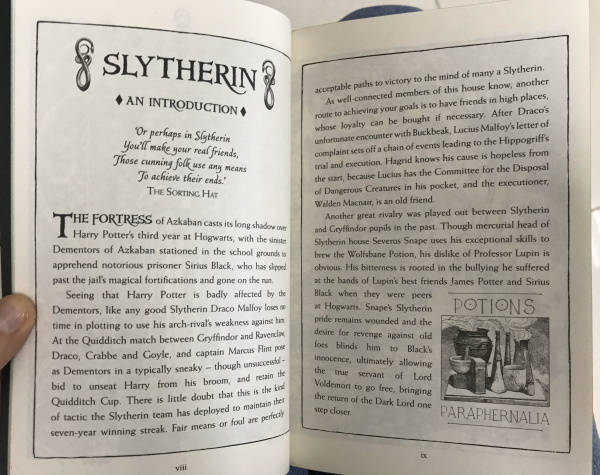 SLYTHERIN
♦ AN INTRODUCTION ♦
'Or perhaps in Slytherin
You'll make your real friends,
Those cunning folk use any means
To achieve their ends.'
THE SORTING HAT
THE FORTRESS of Azkaban casts its long shadow over
Harry Potter's third year at Hogwarts, with the sinister
Dementors of Azkaban stationed in the school grounds to
apprehend notorious prisoner Sirius Black, who has slipped
past the jail's magical fortifications and gone on the run.
Seeing that Harry Potter is badly affected by the
Dementors, like any good Slytherin Draco Malfoy loses no
time in plotting to use his arch-rival's weakness against him.
At the Quidditch match between Gryffindor and Ravenclaw,
Draco, Crabbe and Goyle, and captain Marcus Flint pose
as Dementors in a typically sneaky – though unsuccessful –
bid to unseat Harry from his broom, and retain the
Quidditch Cup. There is little doubt that this is the kind
of tactic the Slytherin team has deployed to maintain their
seven-year winning streak. Fair means or foul are perfectly
viii
acceptable paths to victory to the mind of many a Slytherin.
As well-connected members of this house know, another
route to achieving your goals is to have friends in high places,
whose loyalty can be bought if necessary. After Draco's
unfortunate encounter with Buckbeak, Lucius Malfoy's letter of
complaint sets off a chain of events leading to the Hippogriff's
trial and execution. Hagrid knows his cause is hopeless from
the start, because Lucius has the Committee for the Disposal
of Dangerous Creatures in his pocket, and the executioner,
Walden Macnair, is an old friend.
Another great rivalry was played out between Slytherin
and Gryffindor pupils in the past. Though mercurial head of
Slytherin house Severus Snape uses his exceptional skills to
brew the Wolfsbane Potion, his dislike of Professor Lupin is
obvious. His bitterness is rooted in the bullying he suffered
at the hands of Lupin's best friends James Potter and Sirius
Black when they were peers
at Hogwarts. Snape's Slytherin
pride remains wounded and the
desire for revenge against old
foes blinds him to Black's
innocence, ultimately allowing
the true servant of Lord
Voldemort to go free, bringing
the return of the Dark Lord one
step closer.
POTIONS
PARAPHERNALIA
ix